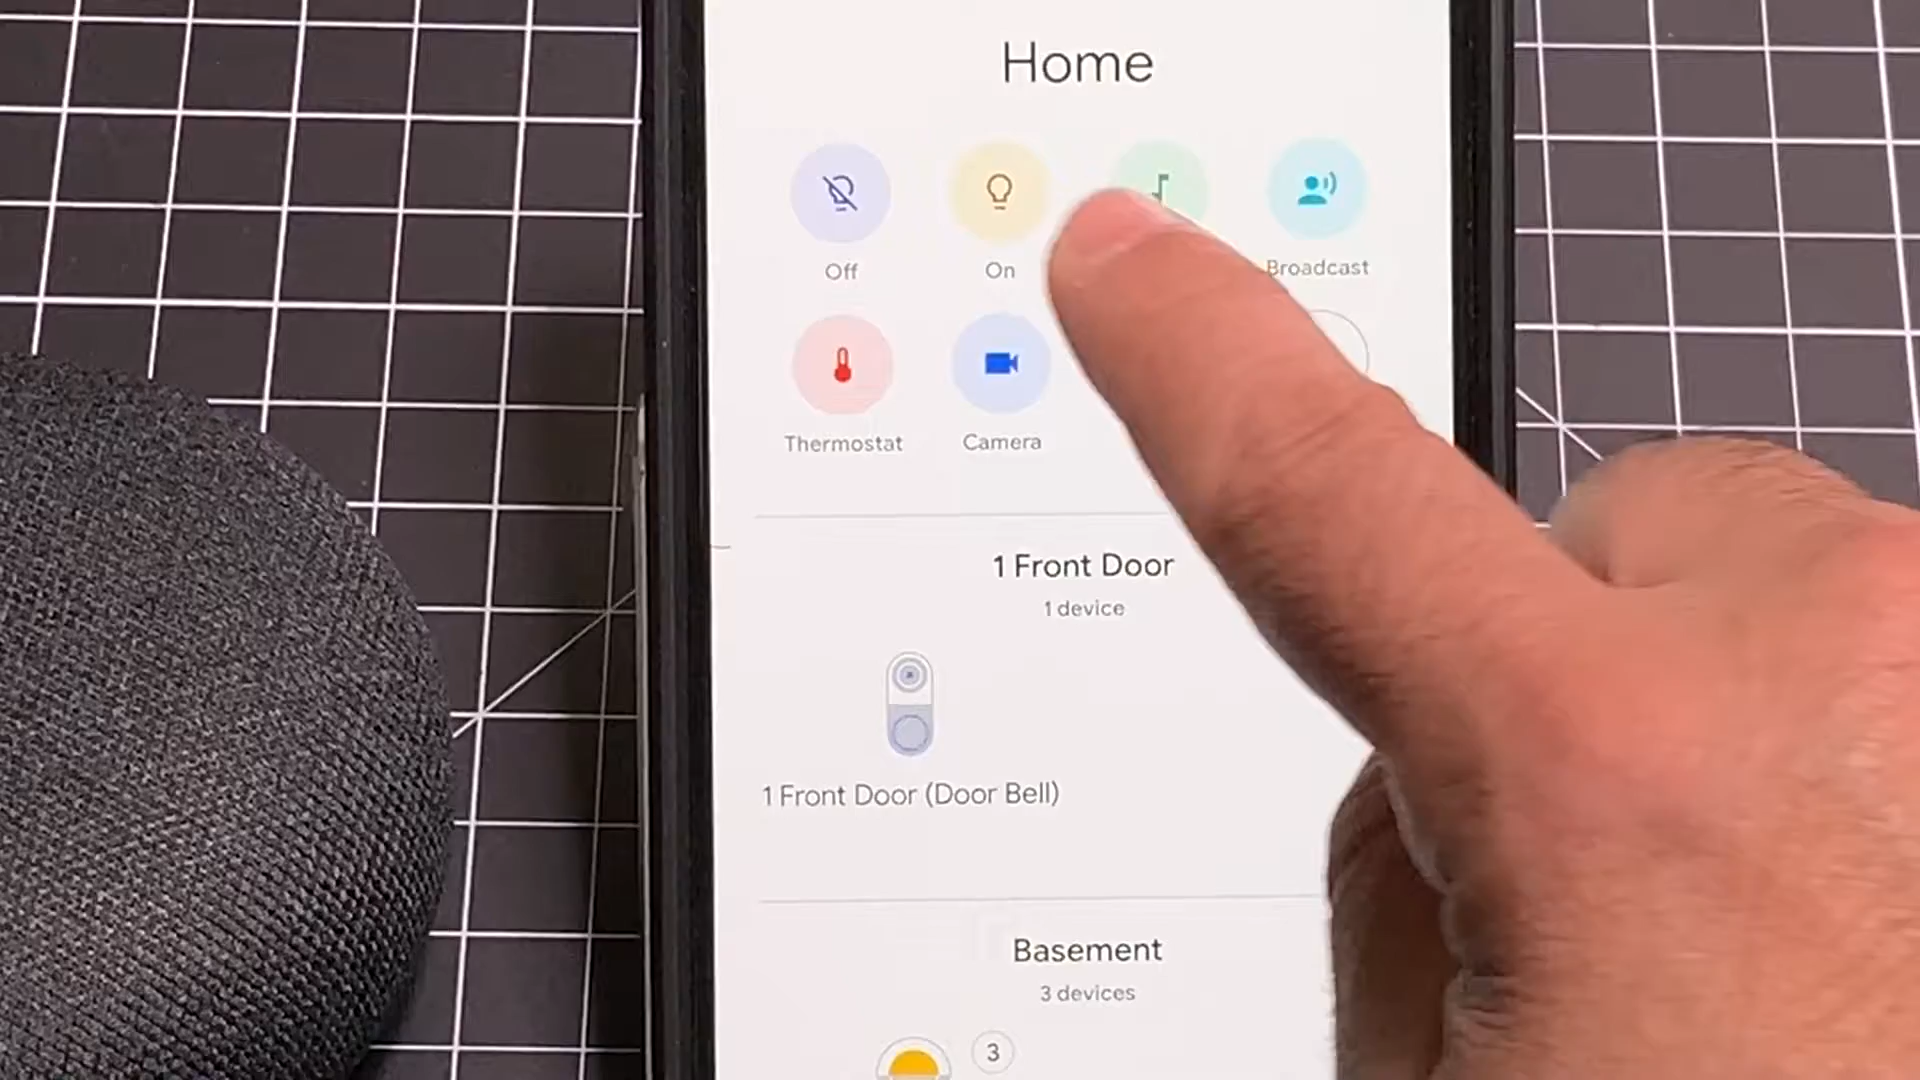 Home
Off
On
Broadcast
Thermostat
Camera
1 Front Door
1 device
1 Front Door (Door Bell)
Basement
3 devices
3